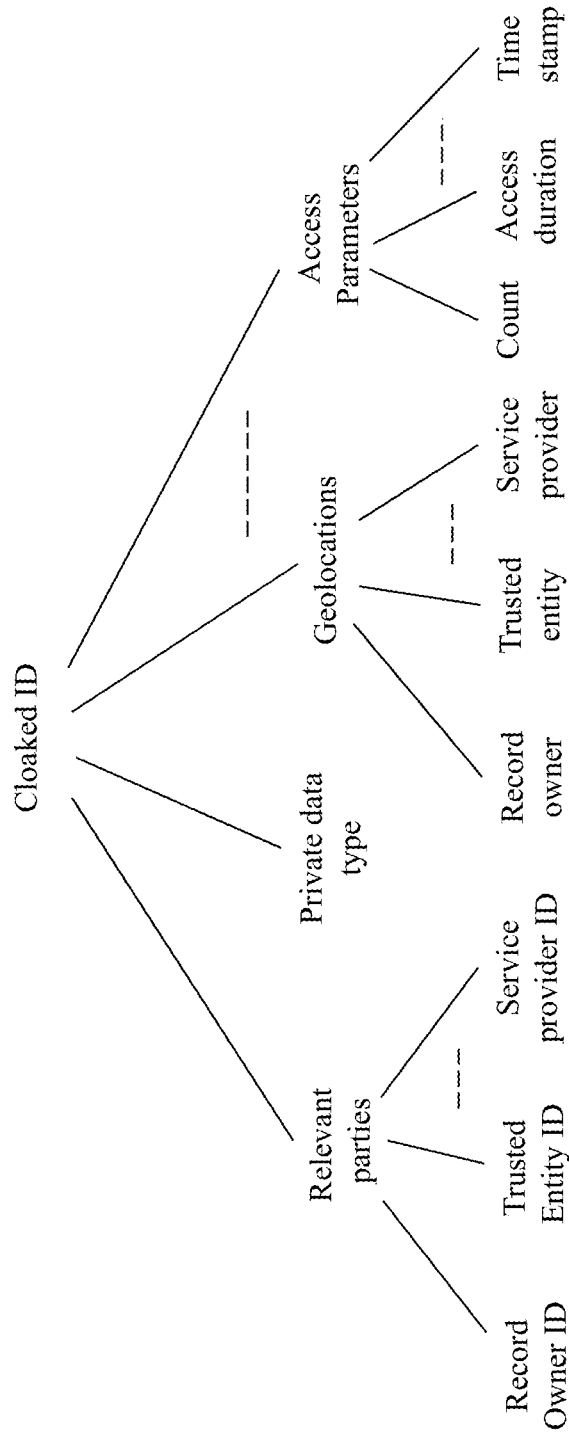 Cloaked ID
Relevant
parties
Private data
type
Geolocations
Access
Parameters
Record
Owner ID
Trusted
Entity ID
Service
provider ID
Record
owner
Trusted
entity
Service
provider
Count
Access
duration
Time
stamp